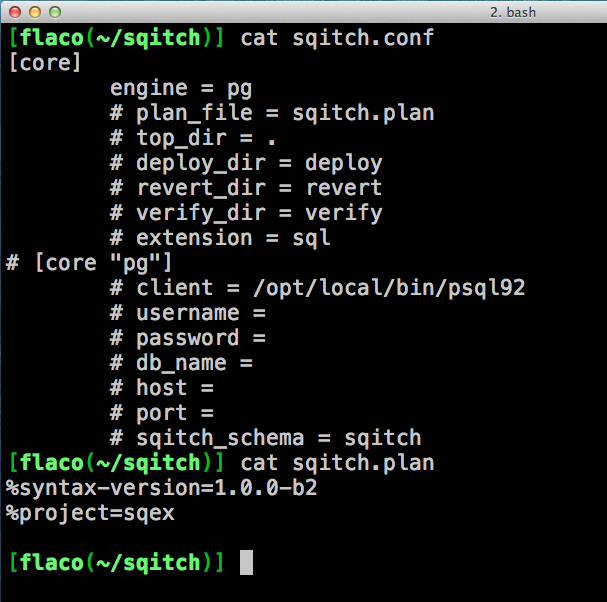 2. bash
[flaco(~/sqitch)] cat sqitch.conf
[core]
        engine = pg
        # plan_file = sqitch.plan
        # top_dir = .
        # deploy_dir = deploy
        # revert_dir = revert
        # verify_dir = verify
        # extension = sql
# [core "pg"]
        # client = /opt/local/bin/psql92
        # username =
        # password =
        # db_name =
        # host =
        # port =
        # sqitch_schema = sqitch
[flaco(~/sqitch)] cat sqitch.plan
%syntax-version=1.0.0-b2
%project=sqex

[flaco(~/sqitch)]